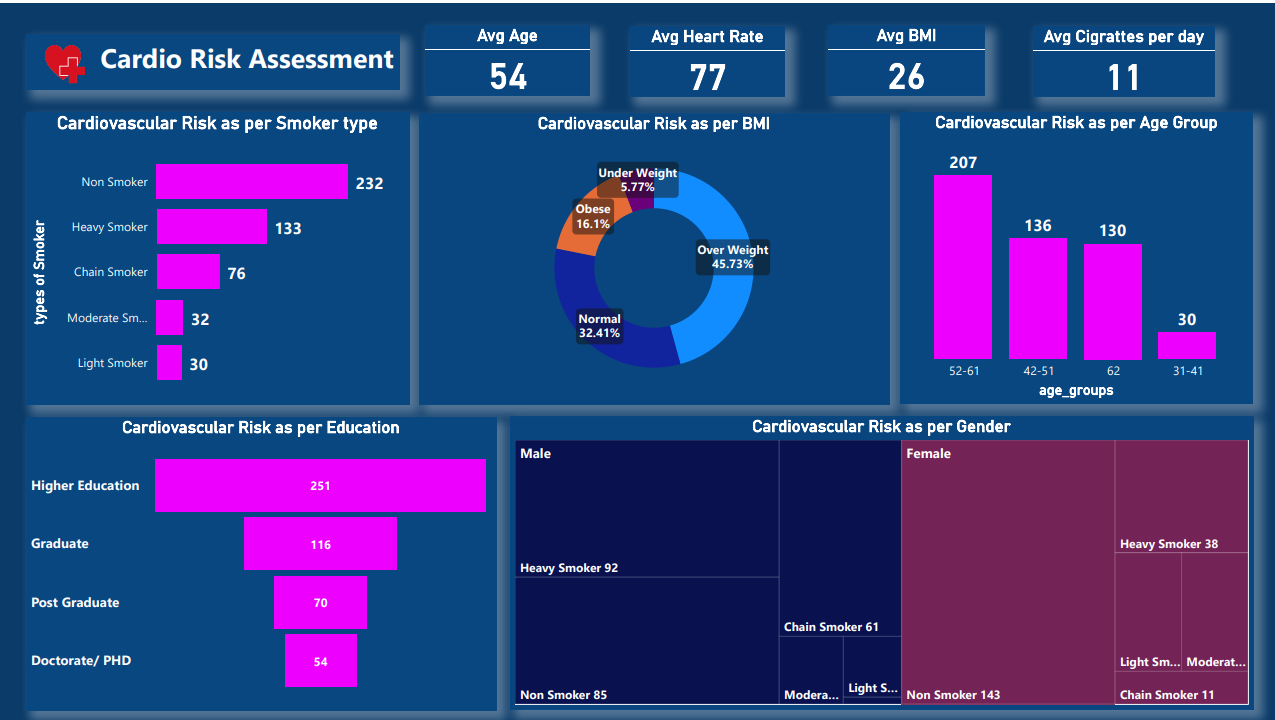 Cardio Risk Assessment
Avg Age
54
Avg Heart Rate
77
Avg BMI
26
Avg Cigrattes per day
11
Cardiovascular Risk as per Smoker type
types of Smoker
Non Smoker 232
Heavy Smoker 133
Chain Smoker 76
Moderate Sm... 32
Light Smoker 30
Cardiovascular Risk as per BMI
Under Weight
5.77%
Obese
16.1%
Over Weight
45.73%
Normal
32.41%
Cardiovascular Risk as per Age Group
207
136
130
30
52-61 42-51 62 31-41
age_groups
Cardiovascular Risk as per Education
Higher Education 251
Graduate 116
Post Graduate 70
Doctorate/ PHD 54
Cardiovascular Risk as per Gender
Male
Heavy Smoker 92
Non Smoker 85
Chain Smoker 61
Modera...
Light S...
Female
Non Smoker 143
Heavy Smoker 38
Light Sm...
Moderat...
Chain Smoker 11